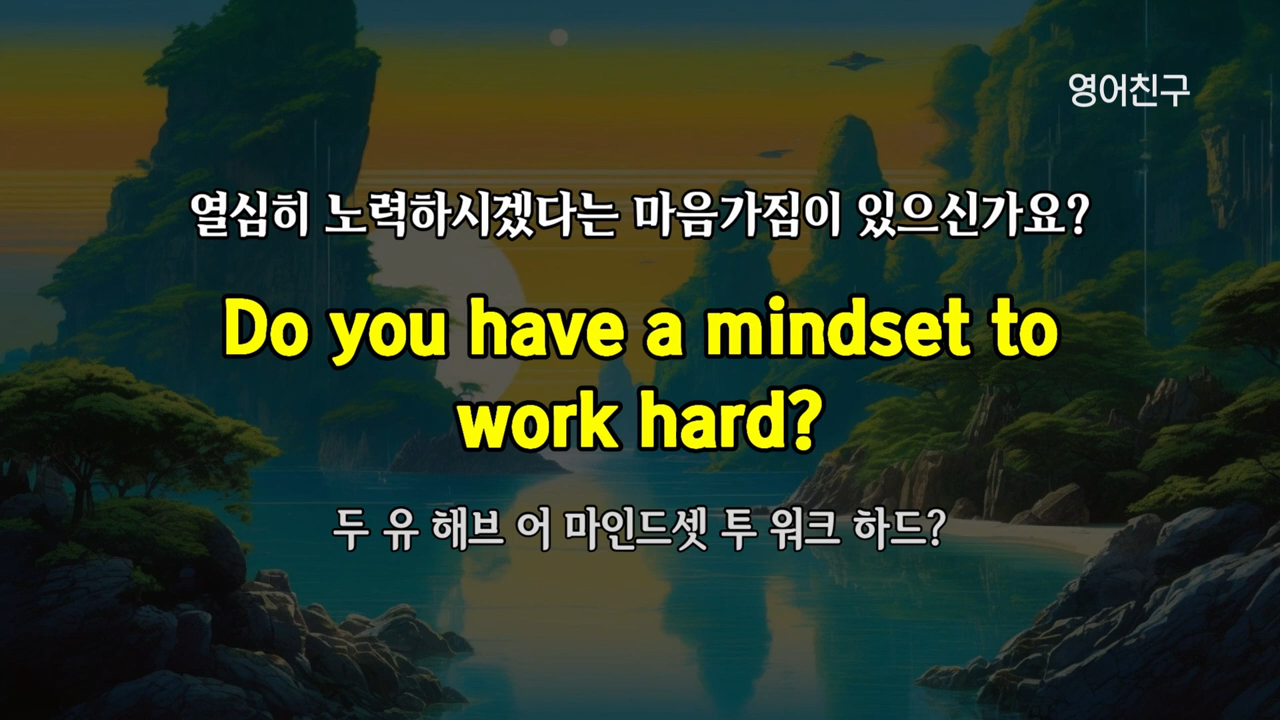 영어친구
열심히 노력하시겠다는 마음가짐이 있으신가요?
Do you have a mindset to
work hard?
두 유 해브 어 마인드셋 투 워크 하드?